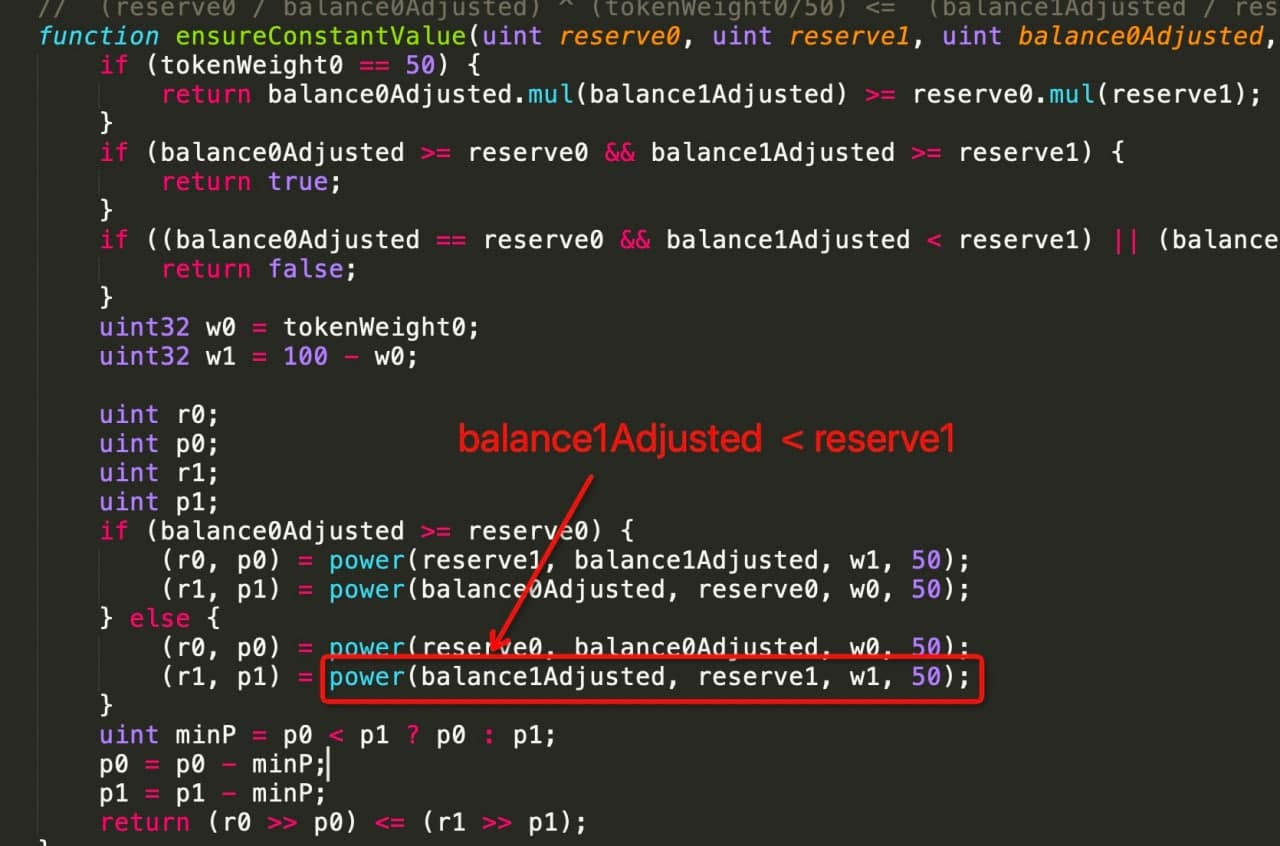 //  (reserve0 / balance0Adjusted) ^ (tokenWeight0/50) <=  (balance1Adjusted / res
function ensureConstantValue(uint reserve0, uint reserve1, uint balance0Adjusted,
if (tokenWeight0 == 50) {
return balance0Adjusted.mul(balance1Adjusted) >= reserve0.mul(reserve1);
}
if (balance0Adjusted >= reserve0 && balance1Adjusted >= reserve1) {
return true;
}
if ((balance0Adjusted == reserve0 && balance1Adjusted < reserve1) || (balance
return false;
}
uint32 w0 = tokenWeight0;
uint32 w1 = 100 - w0;
uint r0;
balance1Adjusted < reserve1
uint p0;
uint r1;
uint p1;
if (balance0Adjusted >= reserve0) {
(r0, p0) = power(reserve1, balance1Adjusted, w1, 50);
(r1, p1) = power(balance0Adjusted, reserve0, w0, 50);
} else {
(r0, p0) = power(reserve0, balance0Adjusted, w0, 50);
(r1, p1) = power(balance1Adjusted, reserve1, w1, 50);
}
uint minP = p0 < p1 ? p0 : p1;
p0 = p0 - minP;
p1 = p1 - minP;
return (r0 >> p0) <= (r1 >> p1);